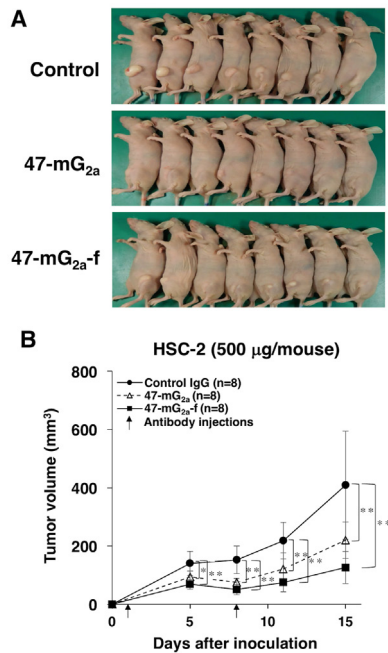 A
Control
47-mG2a
47-mG2a-f
B
HSC-2 (500 μg/mouse)
800
600
400
200
0
Tumor volume (mm3)
Control IgG (n=8)
47-mG2a (n=8)
47-mG2a-f (n=8)
Antibody injections
*
**
**
**
**
**
**
**
0 5 10 15
Days after inoculation